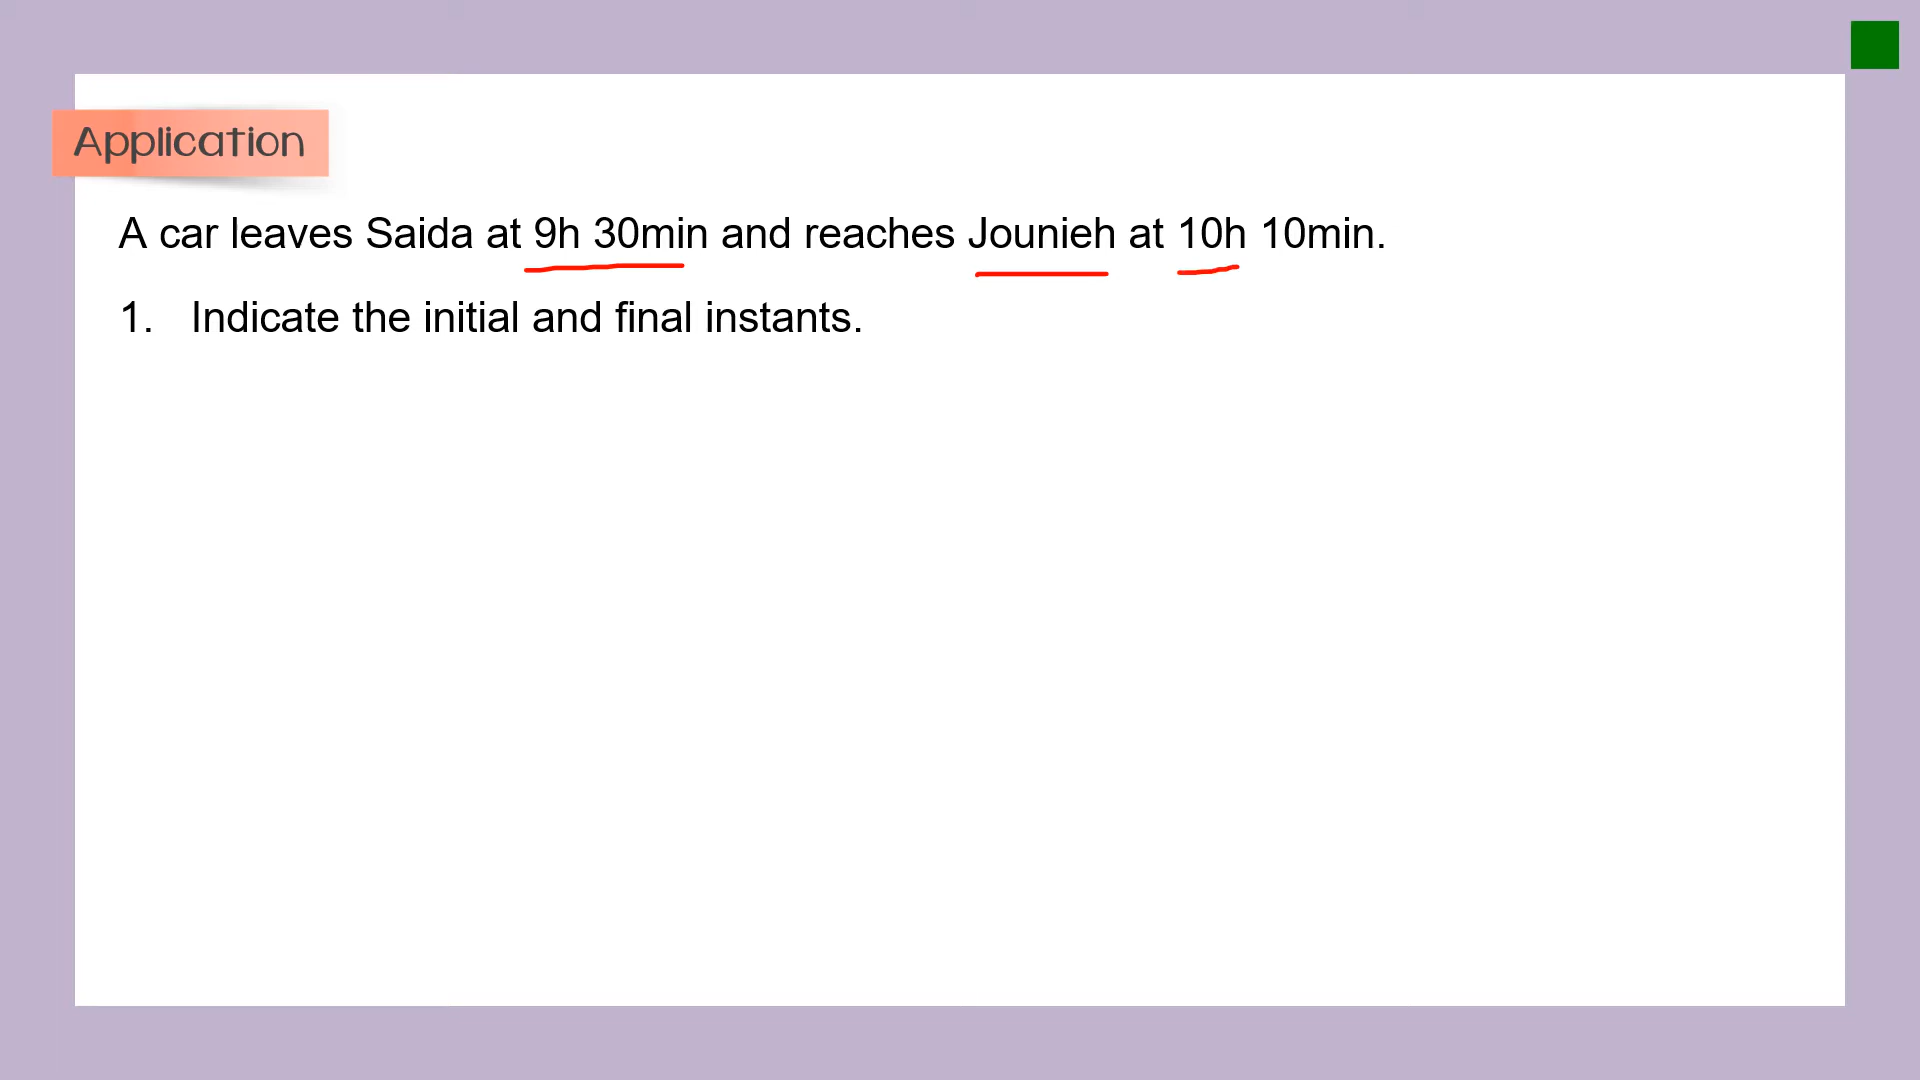 Application
A car leaves Saida at 9h 30min and reaches Jounieh at 10h 10min.
1. Indicate the initial and final instants.